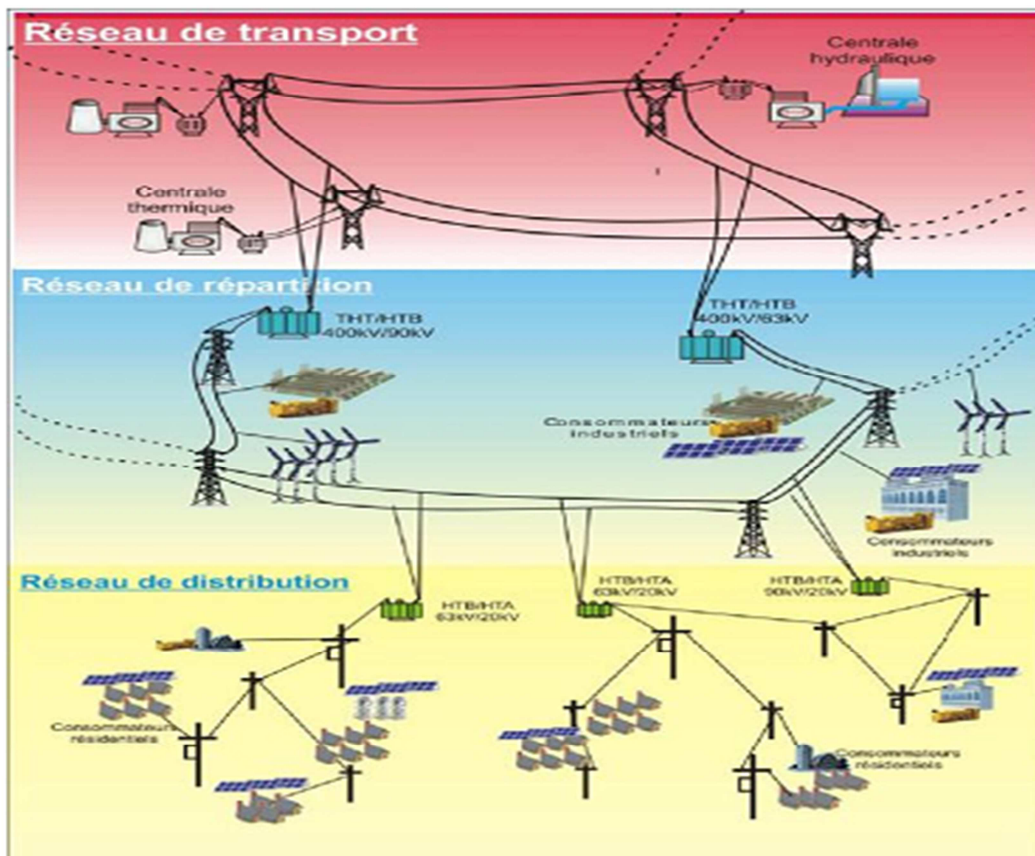 Réseau de transport
Centrale
hydraulique
Centrale
thermique
Réseau de répartition
THT/HTB
400kV/90kV
THT/HTB
400kV/63kV
Consommateurs
industriels
Consommateurs
industriels
Réseau de distribution
HTB/HTA
63kV/20kV
HTB/HTA
63kV/20kV
HTB/HTA
90kV/20kV
Consommateurs
résidentiels
Consommateurs
résidentiels